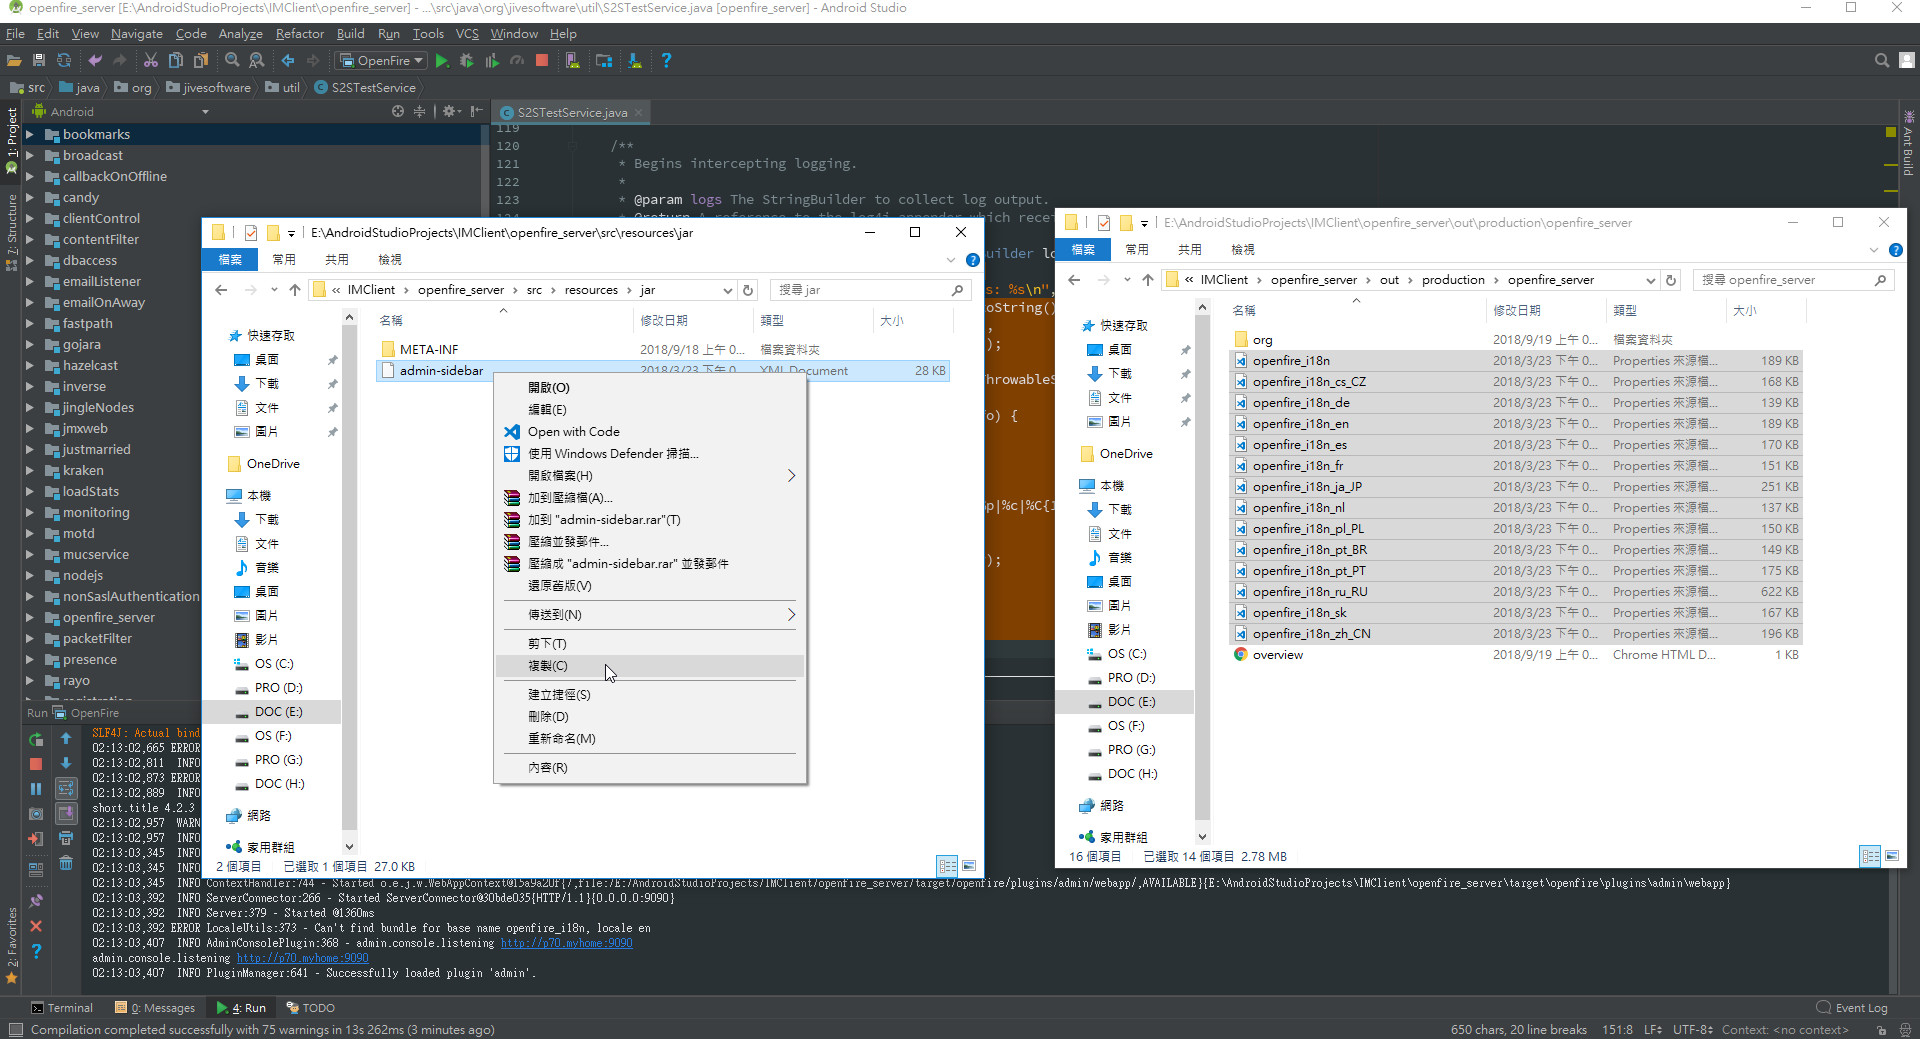 openfire_server [E:\AndroidStudioProjects\IMClient\openfire_server] - ...\src\java\org\jivesoftware\util\S2STestService.java [openfire_server] - Android Studio
File Edit View Navigate Code Analyze Refactor Build Run Tools VCS Window Help
OpenFire
src java org jivesoftware util S2STestService
1: Project
7: Structure
2: Favorites
Ant Build
Android
S2STestService.java
bookmarks
broadcast
callbackOnOffline
candy
clientControl
contentFilter
dbaccess
emailListener
emailOnAway
fastpath
gojara
hazelcast
inverse
jingleNodes
jmxweb
justmarried
kraken
loadStats
monitoring
motd
mucservice
nodejs
nonSaslAuthentication
openfire_server
packetFilter
presence
rayo
119
120 /**
121 * Begins intercepting logging.
122 *
123 * @param logs The StringBuilder to collect log output.
124 * @return A reference to the log4j appender which recei
uilder lo
s: %s\n",
oString()
);
hrowableS
o) {
p|%c|%C{1
);
E:\AndroidStudioProjects\IMClient\openfire_server\src\resources\jar
檔案 常用 共用 檢視
« IMClient › openfire_server › src › resources › jar
搜尋 jar
名稱 修改日期 類型 大小
META-INF 2018/9/18 上午 0... 檔案資料夾
admin-sidebar 2018/3/23 下午 0... XML Document 28 KB
快速存取
桌面
下載
文件
圖片
OneDrive
本機
下載
文件
音樂
桌面
圖片
影片
OS (C:)
PRO (D:)
DOC (E:)
OS (F:)
PRO (G:)
DOC (H:)
網路
家用群組
2 個項目 已選取 1 個項目 27.0 KB
開啟(O)
編輯(E)
Open with Code
使用 Windows Defender 掃描...
開啟檔案(H)
加到壓縮檔(A)...
加到 "admin-sidebar.rar"(T)
壓縮並發郵件...
壓縮成 "admin-sidebar.rar" 並發郵件
還原舊版(V)
傳送到(N)
剪下(T)
複製(C)
建立捷徑(S)
刪除(D)
重新命名(M)
內容(R)
E:\AndroidStudioProjects\IMClient\openfire_server\out\production\openfire_server
檔案 常用 共用 檢視
« IMClient › openfire_server › out › production › openfire_server
搜尋 openfire_server
名稱 修改日期 類型 大小
org 2018/9/19 上午 0... 檔案資料夾
openfire_i18n 2018/3/23 下午 0... Properties 來源檔... 189 KB
openfire_i18n_cs_CZ 2018/3/23 下午 0... Properties 來源檔... 168 KB
openfire_i18n_de 2018/3/23 下午 0... Properties 來源檔... 139 KB
openfire_i18n_en 2018/3/23 下午 0... Properties 來源檔... 189 KB
openfire_i18n_es 2018/3/23 下午 0... Properties 來源檔... 170 KB
openfire_i18n_fr 2018/3/23 下午 0... Properties 來源檔... 151 KB
openfire_i18n_ja_JP 2018/3/23 下午 0... Properties 來源檔... 251 KB
openfire_i18n_nl 2018/3/23 下午 0... Properties 來源檔... 137 KB
openfire_i18n_pl_PL 2018/3/23 下午 0... Properties 來源檔... 150 KB
openfire_i18n_pt_BR 2018/3/23 下午 0... Properties 來源檔... 149 KB
openfire_i18n_pt_PT 2018/3/23 下午 0... Properties 來源檔... 175 KB
openfire_i18n_ru_RU 2018/3/23 下午 0... Properties 來源檔... 622 KB
openfire_i18n_sk 2018/3/23 下午 0... Properties 來源檔... 167 KB
openfire_i18n_zh_CN 2018/3/23 下午 0... Properties 來源檔... 196 KB
overview 2018/9/19 上午 0... Chrome HTML D... 1 KB
快速存取
桌面
下載
文件
圖片
OneDrive
本機
下載
文件
音樂
桌面
圖片
影片
OS (C:)
PRO (D:)
DOC (E:)
OS (F:)
PRO (G:)
DOC (H:)
網路
家用群組
16 個項目 已選取 14 個項目 2.78 MB
Run OpenFire
SLF4J: Actual bind
02:13:02,665 ERROR
02:13:02,811 INFO
02:13:02,873 ERROR
02:13:02,889 INFO
short.title 4.2.3
02:13:02,957 WARN
02:13:02,957 INFO
02:13:03,345 INFO
02:13:03,345 INFO
02:13:03,345 INFO ContextHandler:744 - Started o.e.j.w.WebAppContext@15a9a20f{/,file:/E:/AndroidStudioProjects/IMClient/openfire_server/target/openfire/plugins/admin/webapp/,AVAILABLE}{E:\AndroidStudioProjects\IMClient\openfire_server\target\openfire\plugins\admin\webapp}
02:13:03,392 INFO ServerConnector:266 - Started ServerConnector@30bde035{HTTP/1.1}{0.0.0.0:9090}
02:13:03,392 INFO Server:379 - Started @1360ms
02:13:03,392 ERROR LocaleUtils:373 - Can't find bundle for base name openfire_i18n, locale en
02:13:03,407 INFO AdminConsolePlugin:368 - admin.console.listening http://p70.myhome:9090
admin.console.listening http://p70.myhome:9090
02:13:03,407 INFO PluginManager:641 - Successfully loaded plugin 'admin'.
Terminal 0: Messages 4: Run TODO Event Log
Compilation completed successfully with 75 warnings in 13s 262ms (3 minutes ago) 650 chars, 20 line breaks 151:8 LF÷ UTF-8÷ Context: <no context>